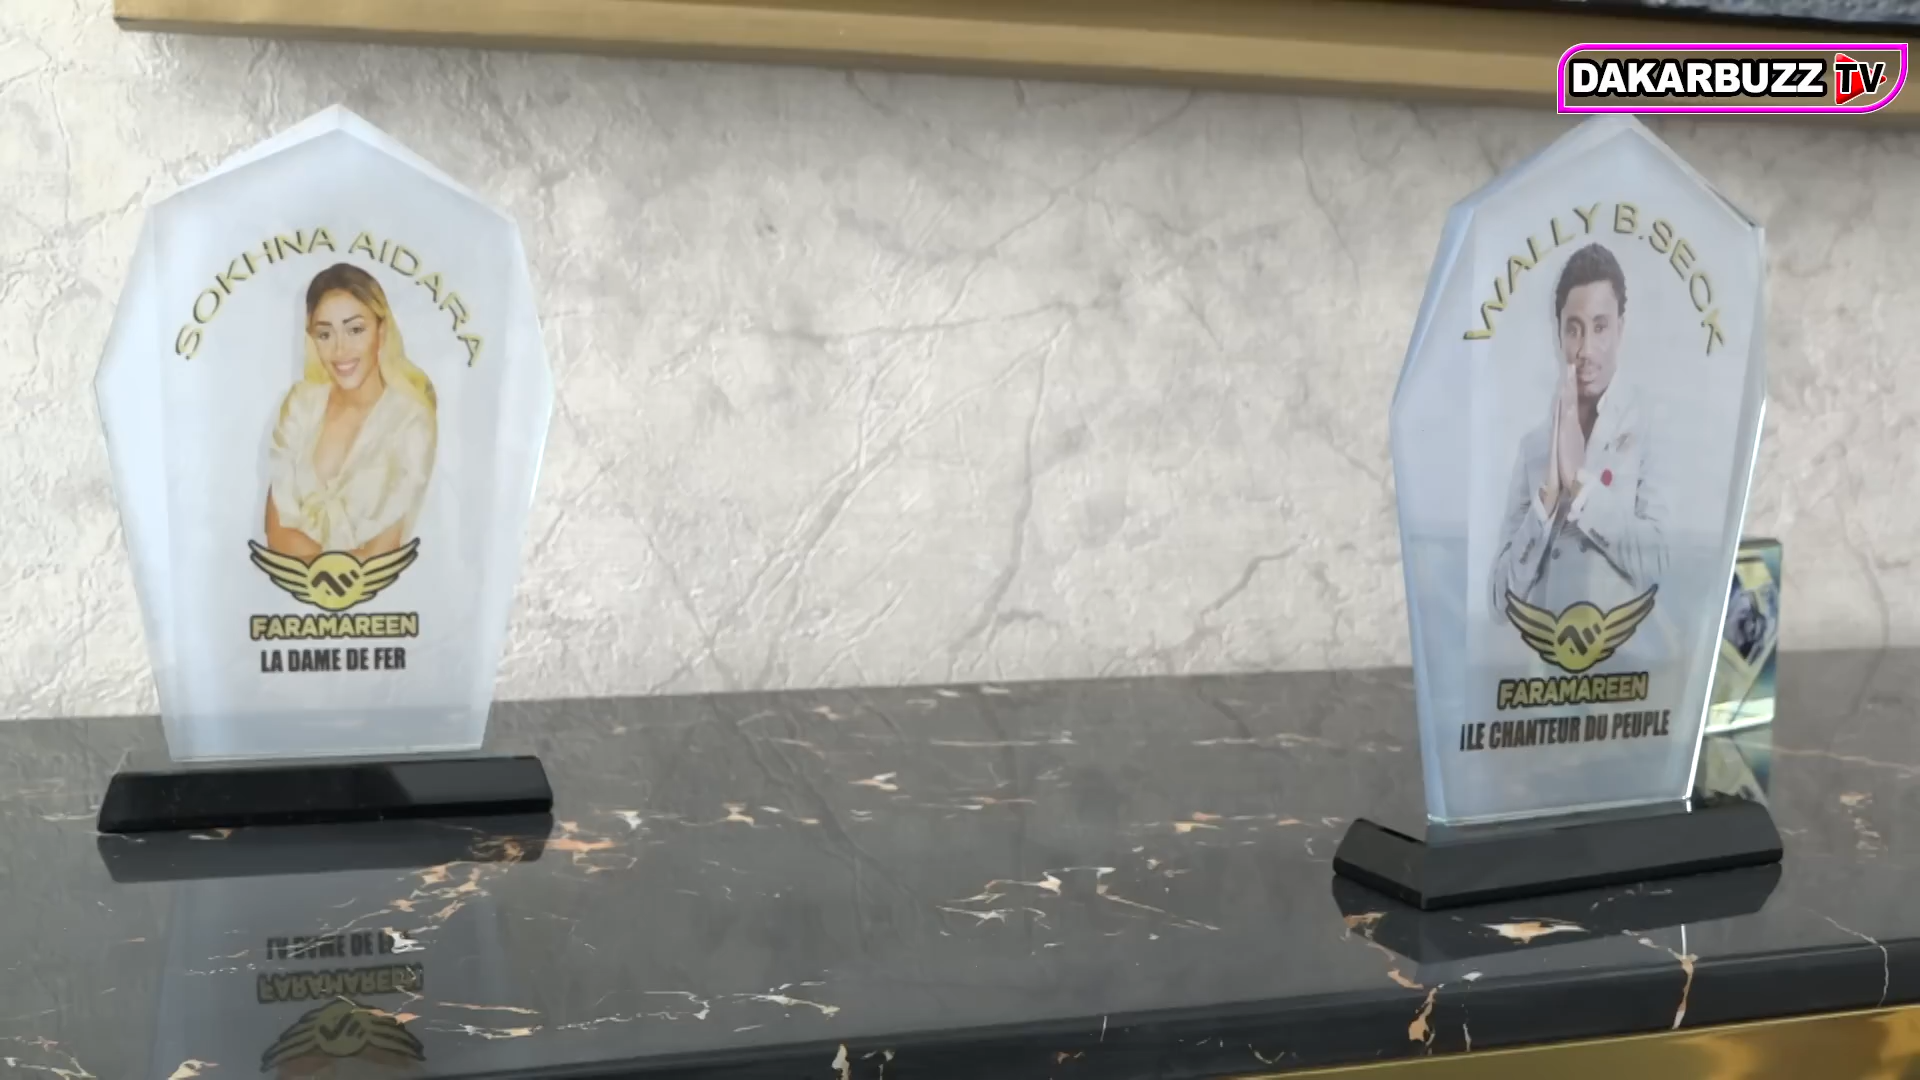 DAKARBUZZ TV
SOKHNA AIDARA
FARAMAREEN
LA DAME DE FER
WALLY B.SECK
FARAMAREEN
LE CHANTEUR DU PEUPLE